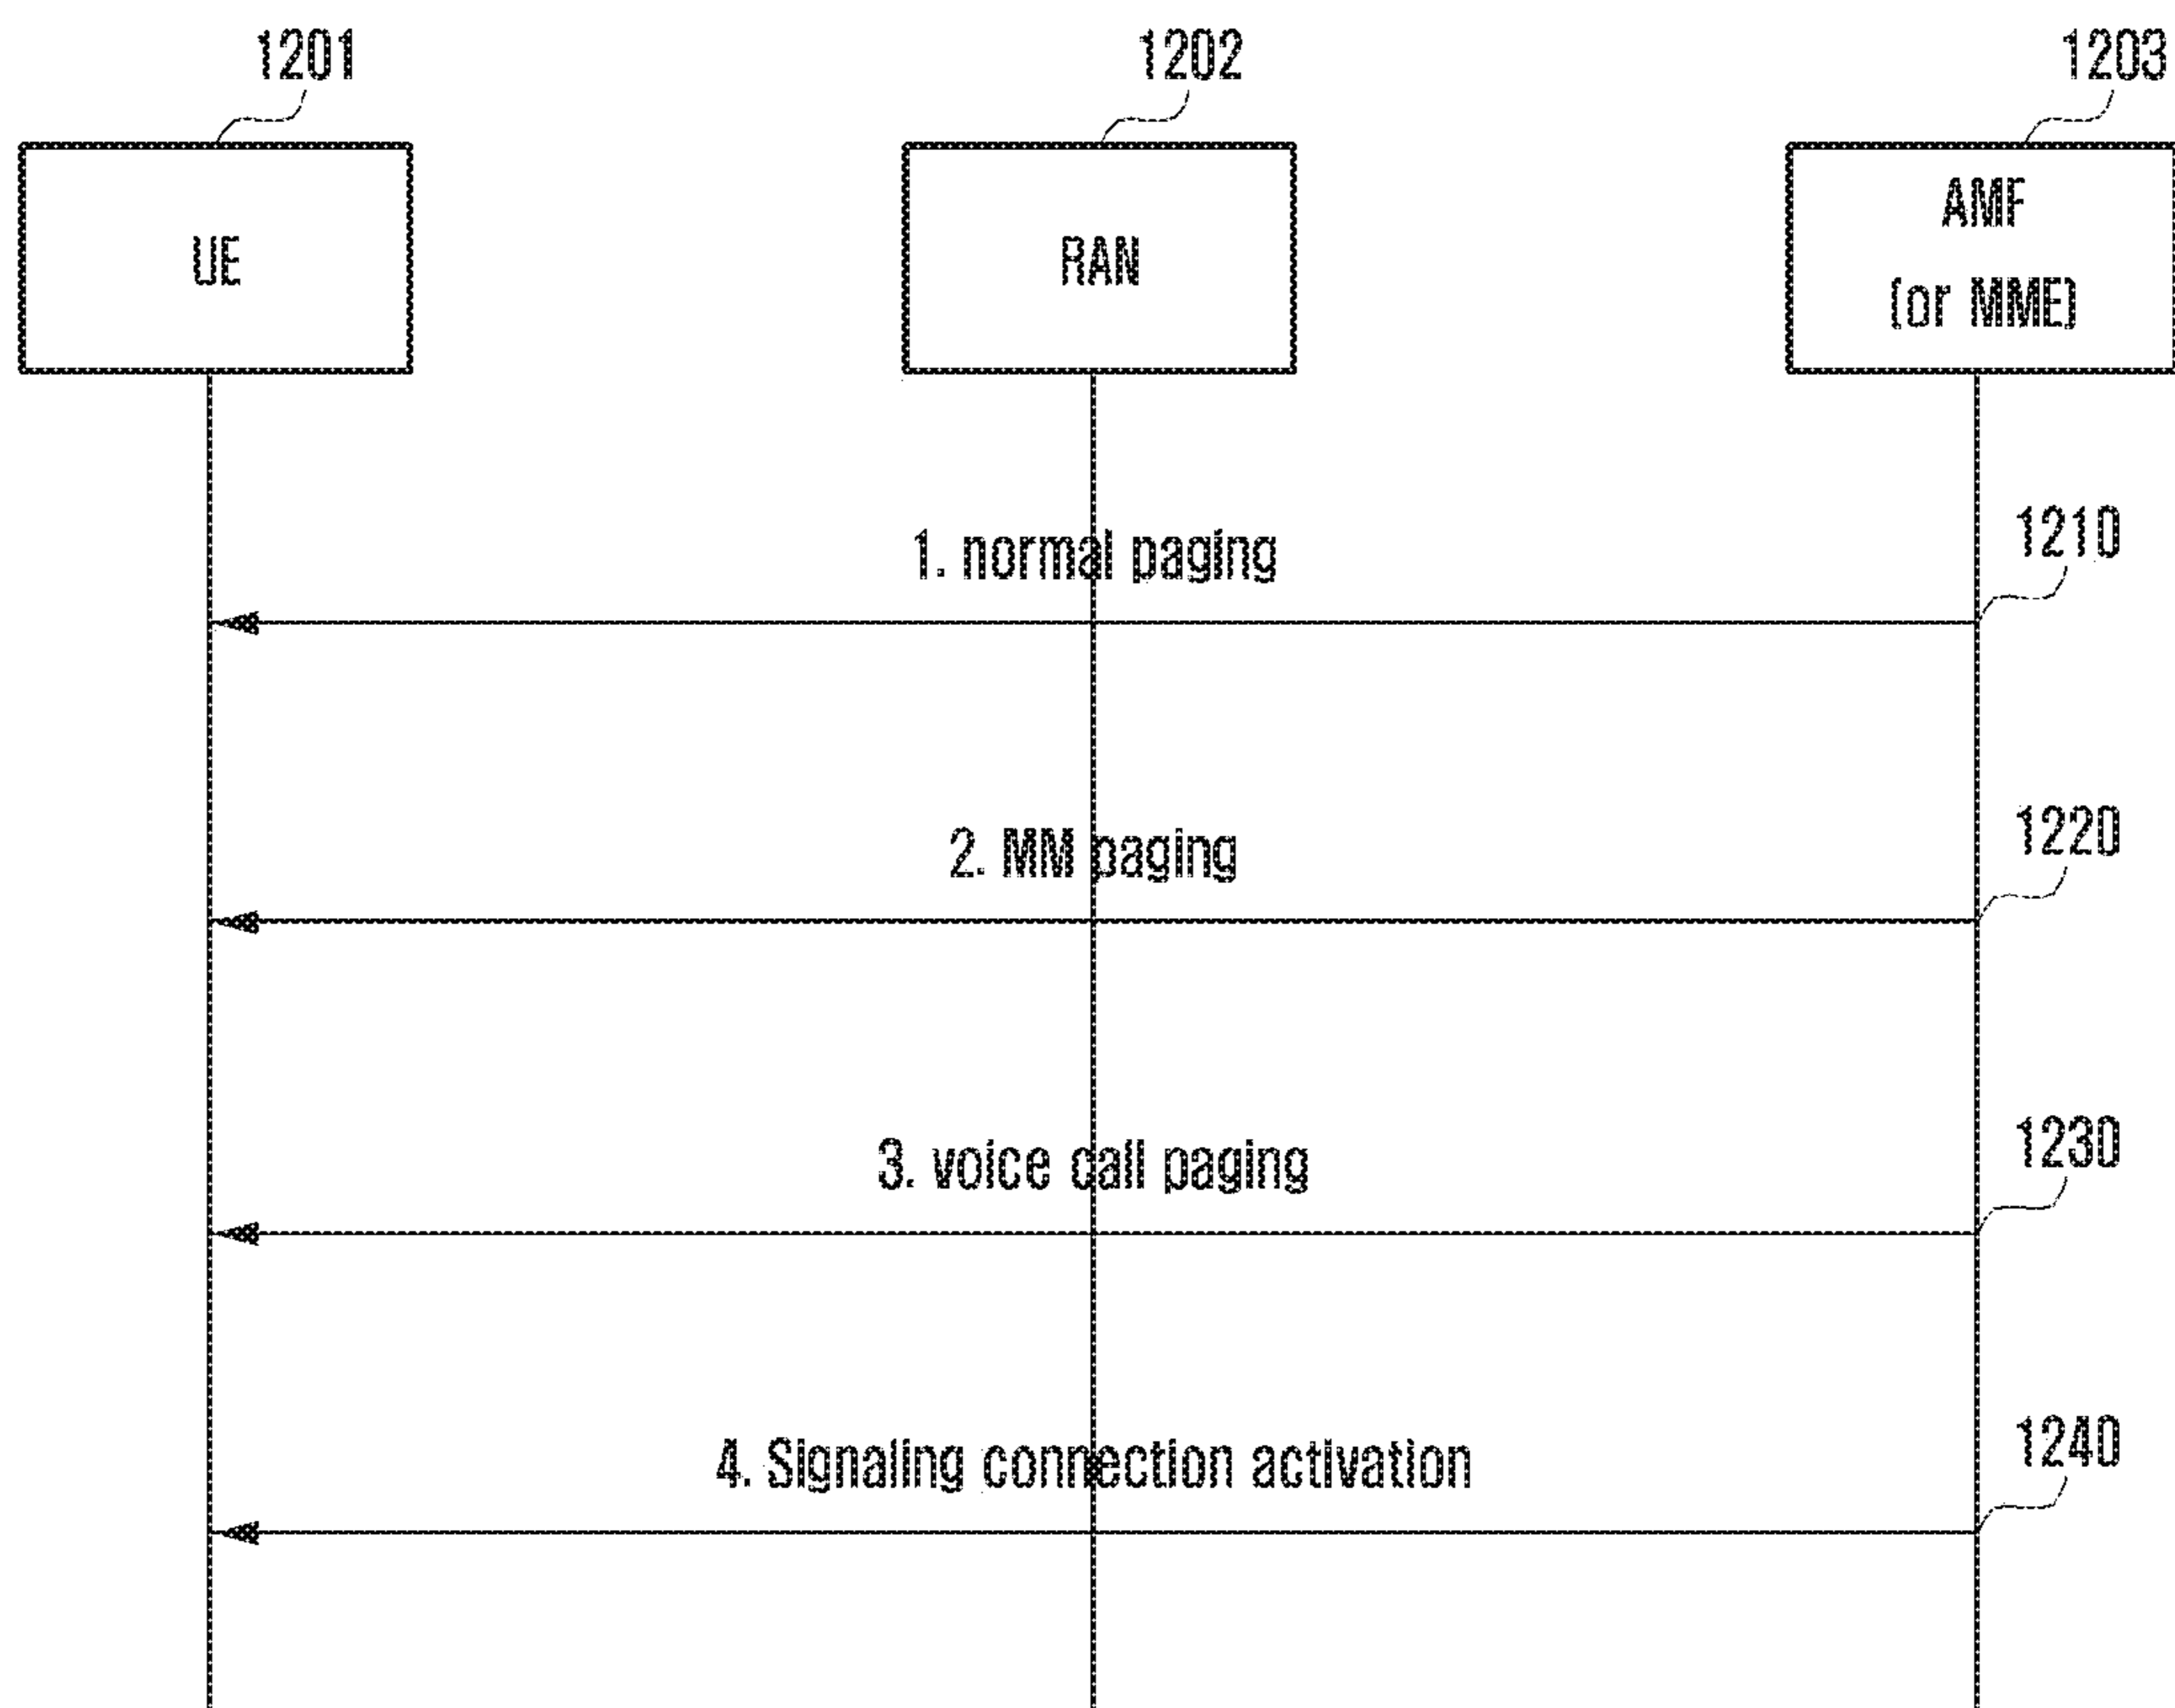 1201
1202
1203
UE
RAN
AMF
(or MME)
1210
1. normal paging
1220
2. MM paging
1230
3. voice call paging
1240
4. Signaling connection activation